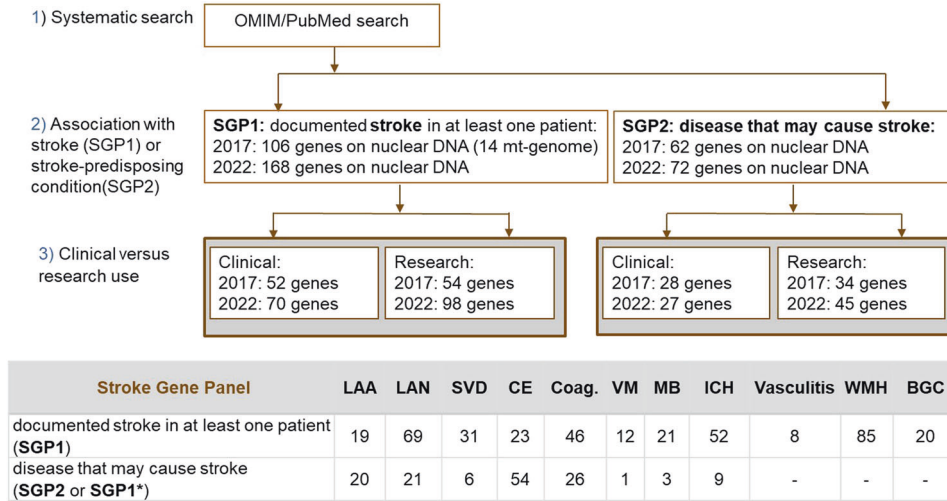 1) Systematic search
OMIM/PubMed search
2) Association with
stroke (SGP1) or
stroke-predisposing
condition(SGP2)
SGP1: documented stroke in at least one patient:
2017: 106 genes on nuclear DNA (14 mt-genome)
2022: 168 genes on nuclear DNA
SGP2: disease that may cause stroke:
2017: 62 genes on nuclear DNA
2022: 72 genes on nuclear DNA
3) Clinical versus
research use
Clinical:
2017: 52 genes
2022: 70 genes
Research:
2017: 54 genes
2022: 98 genes
Clinical:
2017: 28 genes
2022: 27 genes
Research:
2017: 34 genes
2022: 45 genes
Stroke Gene Panel LAA LAN SVD CE Coag. VM MB ICH Vasculitis WMH BGC
documented stroke in at least one patient
(SGP1) 19 69 31 23 46 12 21 52 8 85 20
disease that may cause stroke
(SGP2 or SGP1*) 20 21 6 54 26 1 3 9 - - -